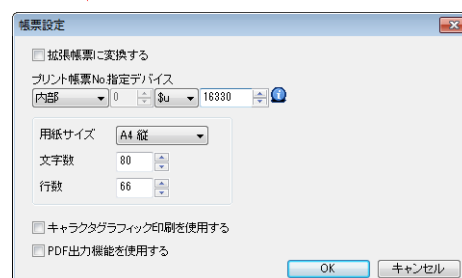 帳票設定
拡張帳票に変換する
プリント帳票No.指定デバイス
内部 0 $u 16330
用紙サイズ A4 縦
文字数 80
行数 66
キャラクタグラフィック印刷を使用する
PDF出力機能を使用する
OK キャンセル